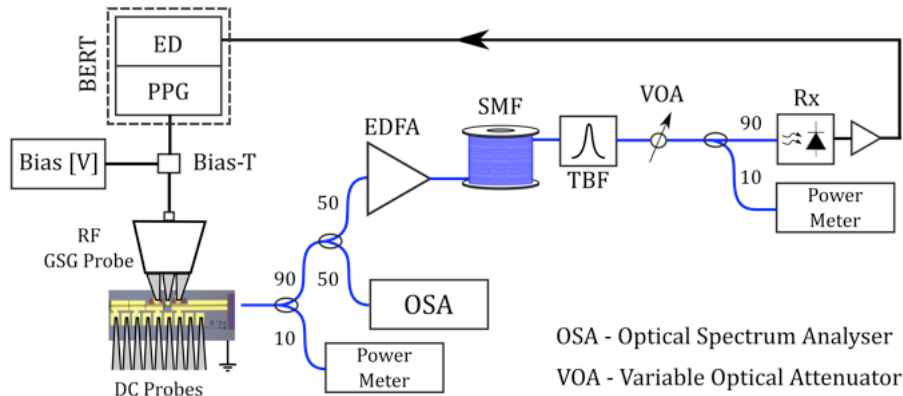 ED
PPG
BERT
Bias [V]
Bias-T
RF
GSG Probe
DC Probes
90
10
50
50
EDFA
OSA
Power
Meter
SMF
TBF
VOA
90
10
Rx
Power
Meter
OSA - Optical Spectrum Analyser
VOA - Variable Optical Attenuator